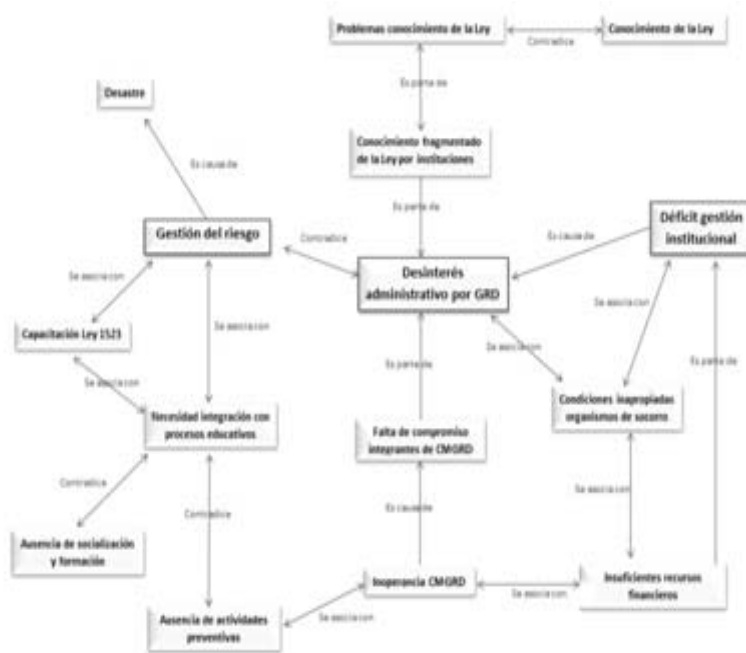 Problemas conocimiento de la Ley
Contradice
Conocimiento de la Ley
Es parte de
Desastre
Conocimiento fragmentado
de la Ley por instituciones
Es causa de
Es parte de
Gestión del riesgo
Contradice
Déficit gestión
institucional
Es causa de
Desinterés
administrativo por GRD
Se asocia con
Capacitación Ley 1523
Se asocia con
Se asocia con
Se asocia con
Es parte de
Es parte de
Se asocia con
Condiciones inapropiadas
organismos de socorro
Necesidad integración con
procesos educativos
Falta de compromiso
integrantes de CMGRD
Contradice
Contradice
Se asocia con
Es causa de
Ausencia de socialización
y formación
Inoperancia CMGRD
Se asocia con
Insuficientes recursos
financieros
Ausencia de actividades
preventivas
Se asocia con